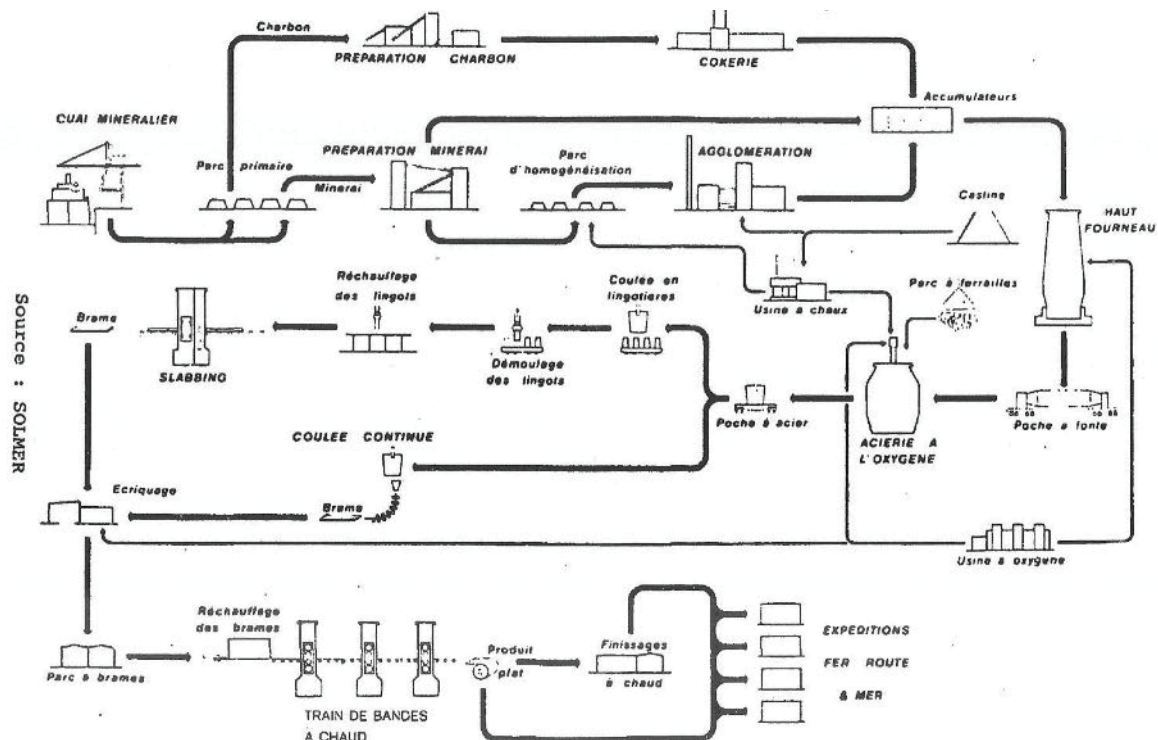 Charbon
PREPARATION CHARBON
COKERIE
Accumulateurs
CUAI MINERALIER
Parc primaire
Minerai
PREPARATION MINERAI
Parc
d'homogénéisation
AGGLOMERATION
Castine
HAUT
FOURNEAU
Usine à chaux
Parc à ferrailles
Source : SOLMER
Brame
SLABBING
Réchauffage
des lingots
Démoulage
des lingots
Coulée en
lingotières
Poche à acier
ACIERIE A
L'OXYGENE
Poche à fonte
COULEE CONTINUE
Ecriquage
Brame
Usine à oxygène
Parc à brames
Réchauffage
des brames
TRAIN DE BANDES
A CHAUD
Produit
plat
Finissages
à chaud
EXPEDITIONS
FER ROUTE
& MER